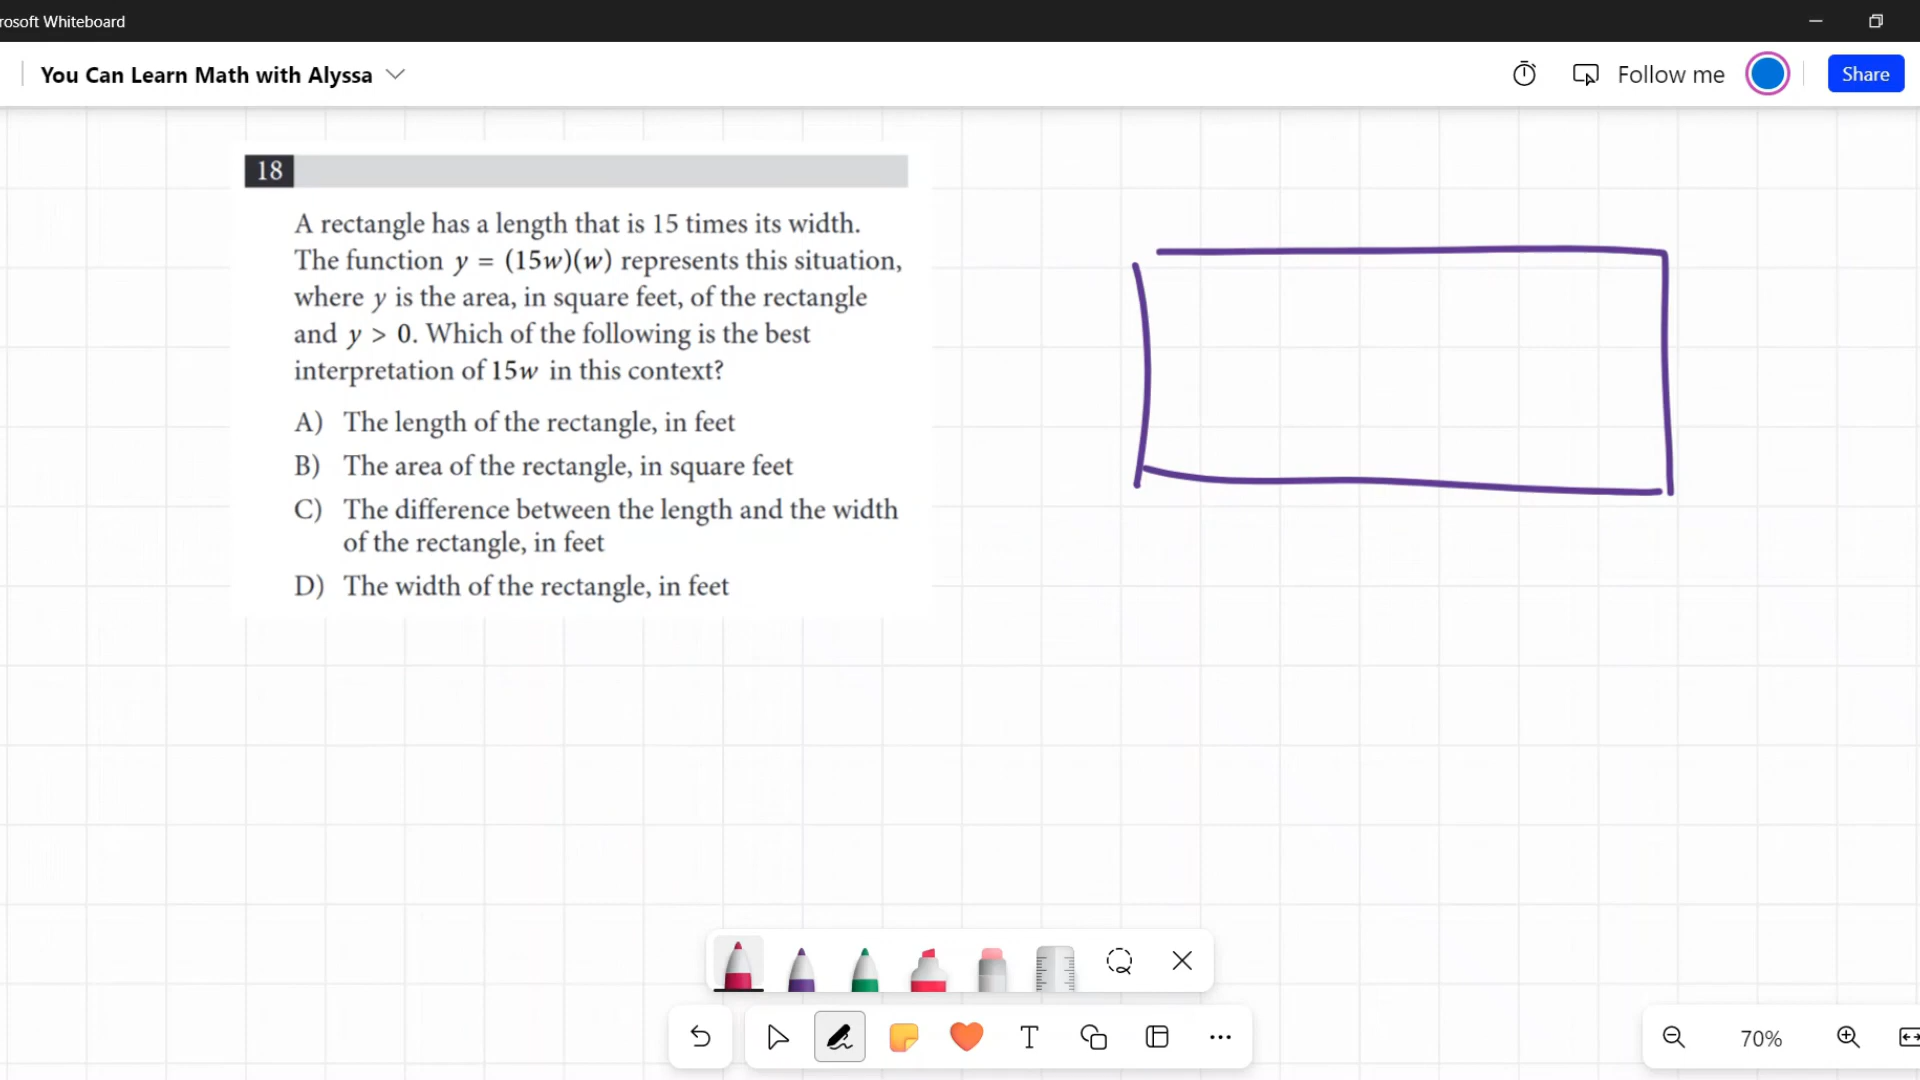 rosoft Whiteboard
You Can Learn Math with Alyssa
Follow me
Share
18
A rectangle has a length that is 15 times its width.
The function y = (15w)(w) represents this situation,
where y is the area, in square feet, of the rectangle
and y > 0. Which of the following is the best
interpretation of 15w in this context?
A) The length of the rectangle, in feet
B) The area of the rectangle, in square feet
C) The difference between the length and the width
of the rectangle, in feet
D) The width of the rectangle, in feet
70%